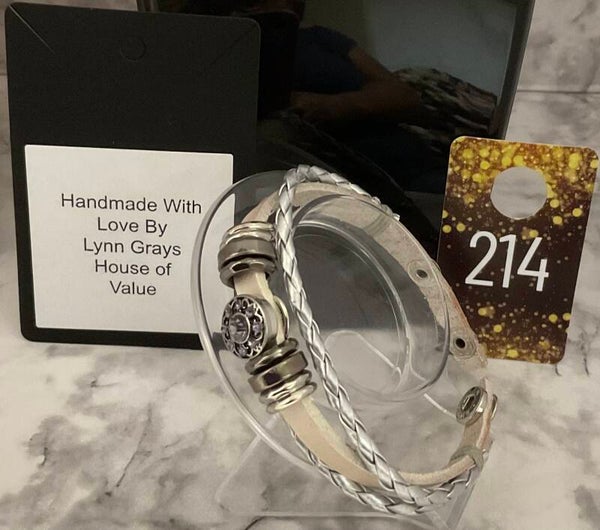 Handmade With
Love By
Lynn Grays
House of
Value
214